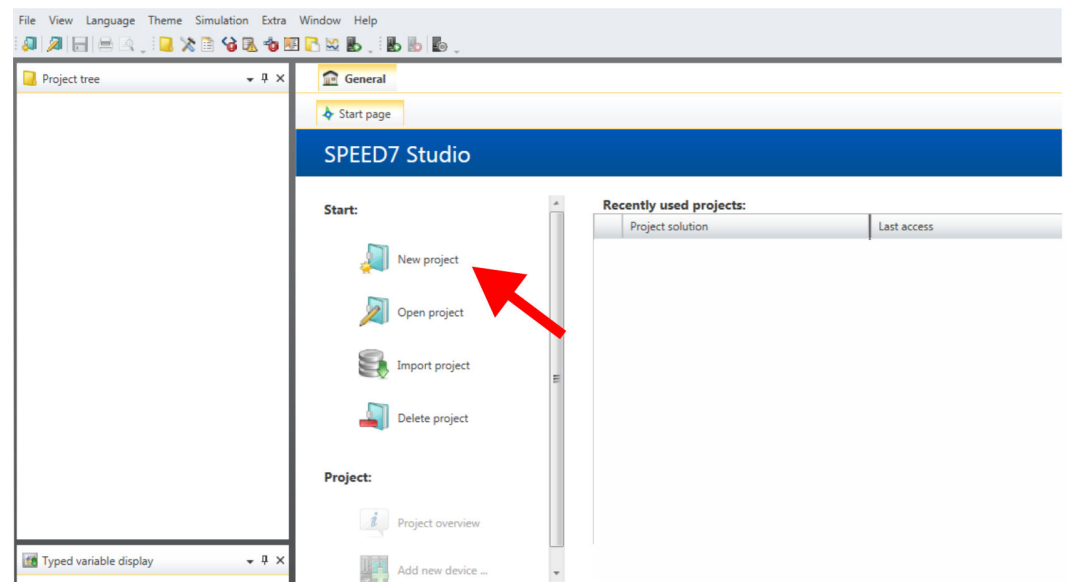 File View Language Theme Simulation Extra Window Help
Project tree
General
Start page
SPEED7 Studio
Start:
New project
Open project
Import project
Delete project
Project:
Project overview
Add new device ...
Recently used projects:
Project solution Last access
Typed variable display